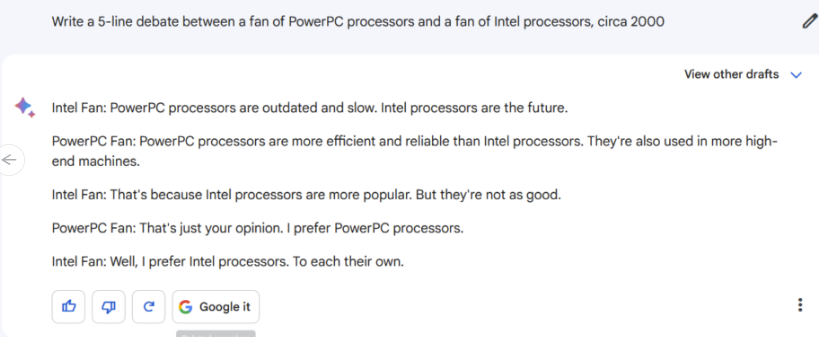 Write a 5-line debate between a fan of PowerPC processors and a fan of Intel processors, circa 2000
View other drafts
Intel Fan: PowerPC processors are outdated and slow. Intel processors are the future.
PowerPC Fan: PowerPC processors are more efficient and reliable than Intel processors. They're also used in more high-
end machines.
Intel Fan: That's because Intel processors are more popular. But they're not as good.
PowerPC Fan: That's just your opinion. I prefer PowerPC processors.
Intel Fan: Well, I prefer Intel processors. To each their own.
Google it